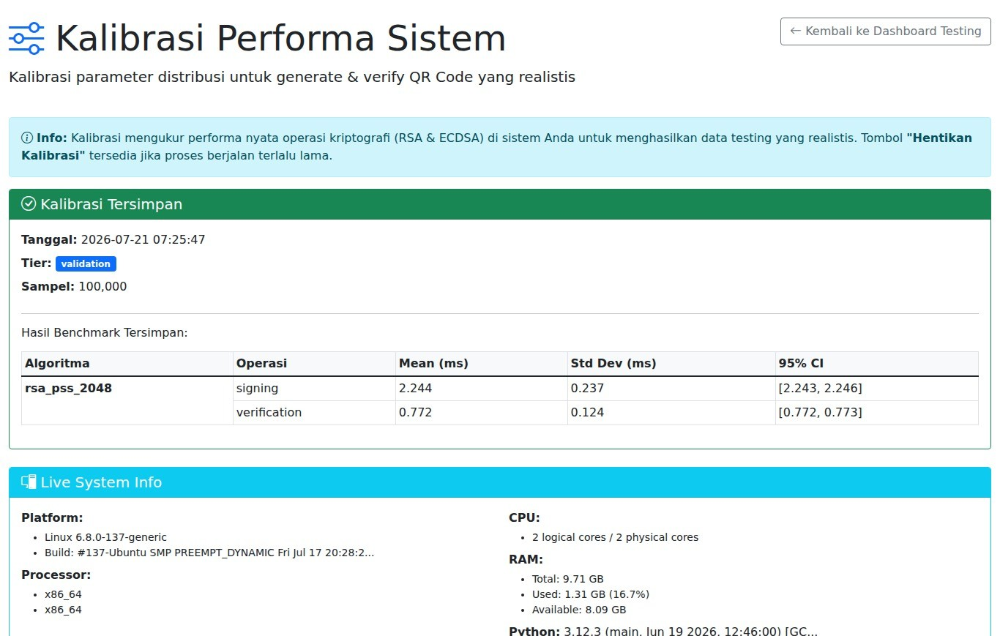 Kalibrasi Performa Sistem
← Kembali ke Dashboard Testing
Kalibrasi parameter distribusi untuk generate & verify QR Code yang realistis
Info: Kalibrasi mengukur performa nyata operasi kriptografi (RSA & ECDSA) di sistem Anda untuk menghasilkan data testing yang realistis. Tombol "Hentikan
Kalibrasi" tersedia jika proses berjalan terlalu lama.
Kalibrasi Tersimpan
Tanggal: 2026-07-21 07:25:47
Tier: validation
Sampel: 100,000
Hasil Benchmark Tersimpan:
Algoritma Operasi Mean (ms) Std Dev (ms) 95% CI
rsa_pss_2048 signing 2.244 0.237 [2.243, 2.246]
verification 0.772 0.124 [0.772, 0.773]
Live System Info
Platform:
• Linux 6.8.0-137-generic
• Build: #137-Ubuntu SMP PREEMPT_DYNAMIC Fri Jul 17 20:28:2...
Processor:
• x86_64
• x86_64
CPU:
• 2 logical cores / 2 physical cores
RAM:
• Total: 9.71 GB
• Used: 1.31 GB (16.7%)
• Available: 8.09 GB
Python: 3.12.3 (main, Jun 19 2026, 12:46:00) [GC...